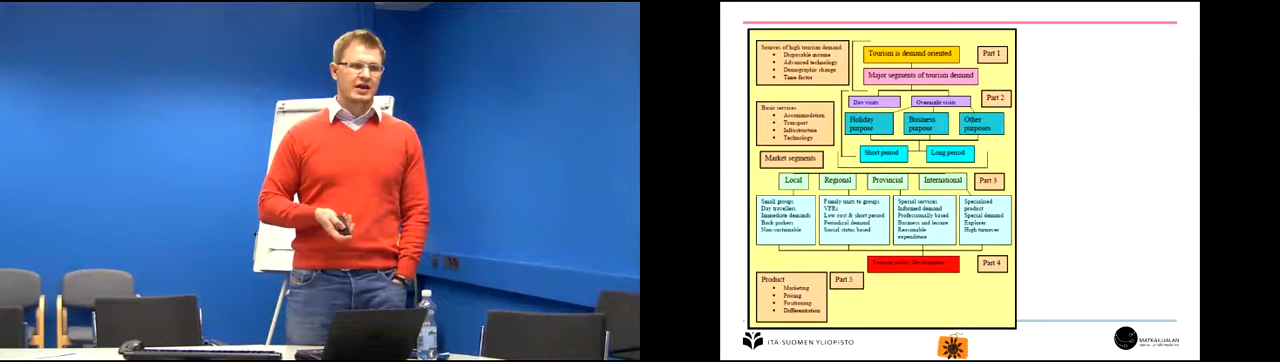 Sources of high tourism demand
Disposable income
Advanced technology
Demographic change
Time factor
Tourism is demand oriented
Part 1
Major segments of tourism demand
Day visits
Overnight visits
Part 2
Basic services
Accommodation
Transport
Infrastructure
Technology
Holiday
purpose
Business
purpose
Other
purposes
Short period
Long period
Market segments
Local
Regional
Provincial
International
Part 3
Small groups
Day travellers
Immediate demands
Back pakers
Non-sustainable
Family units to groups
VFRs
Low cost & short period
Periodical demand
Social status based
Special services
Informed demand
Professionally based
Business and leisure
Reasonable
expenditure
Specialised
product
Special demand
Explorer
High turnover
Part 4
Product
Marketing
Pricing
Positioning
Differentiation
Part 5
ITÄ-SUOMEN YLIOPISTO
MATKAILUALAN